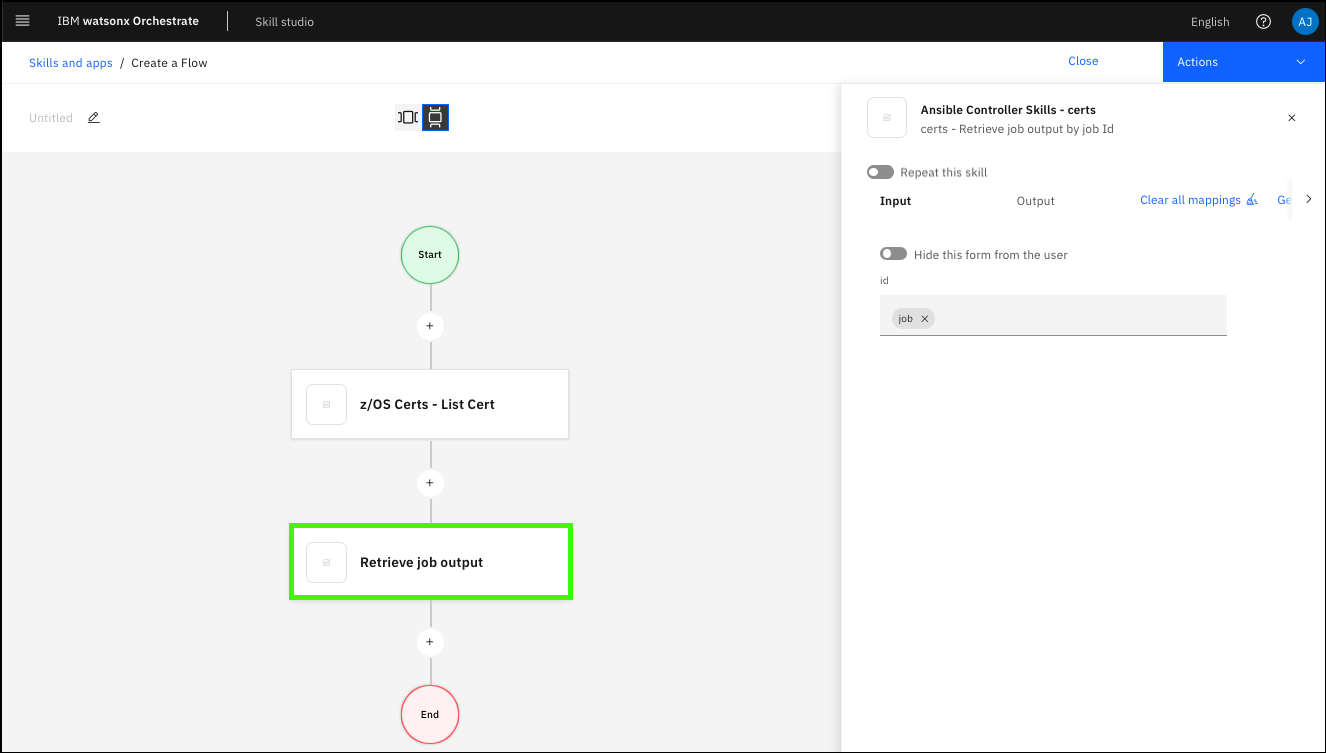 IBM watsonx Orchestrate
Skill studio
English
AJ
Skills and apps / Create a Flow
Close
Actions
Untitled
Start
+
z/OS Certs - List Cert
+
Retrieve job output
+
End
Ansible Controller Skills - certs
certs - Retrieve job output by job Id
Repeat this skill
Input
Output
Clear all mappings
Ge
Hide this form from the user
id
job